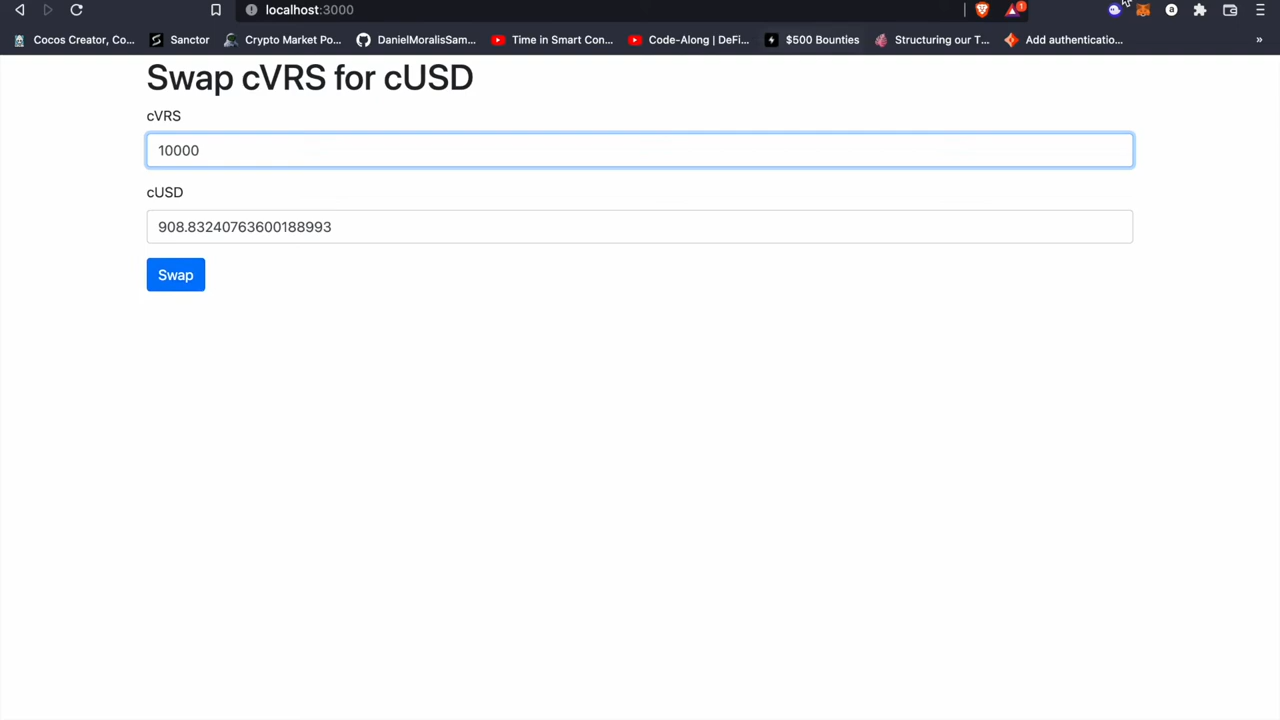 localhost:3000
1
Cocos Creator, Co... Sanctor Crypto Market Po... DanielMoralisSam... Time in Smart Con... Code-Along | DeFi... $500 Bounties Structuring our T... Add authenticatio... »
Swap cVRS for cUSD
cVRS
10000
cUSD
908.83240763600188993
Swap